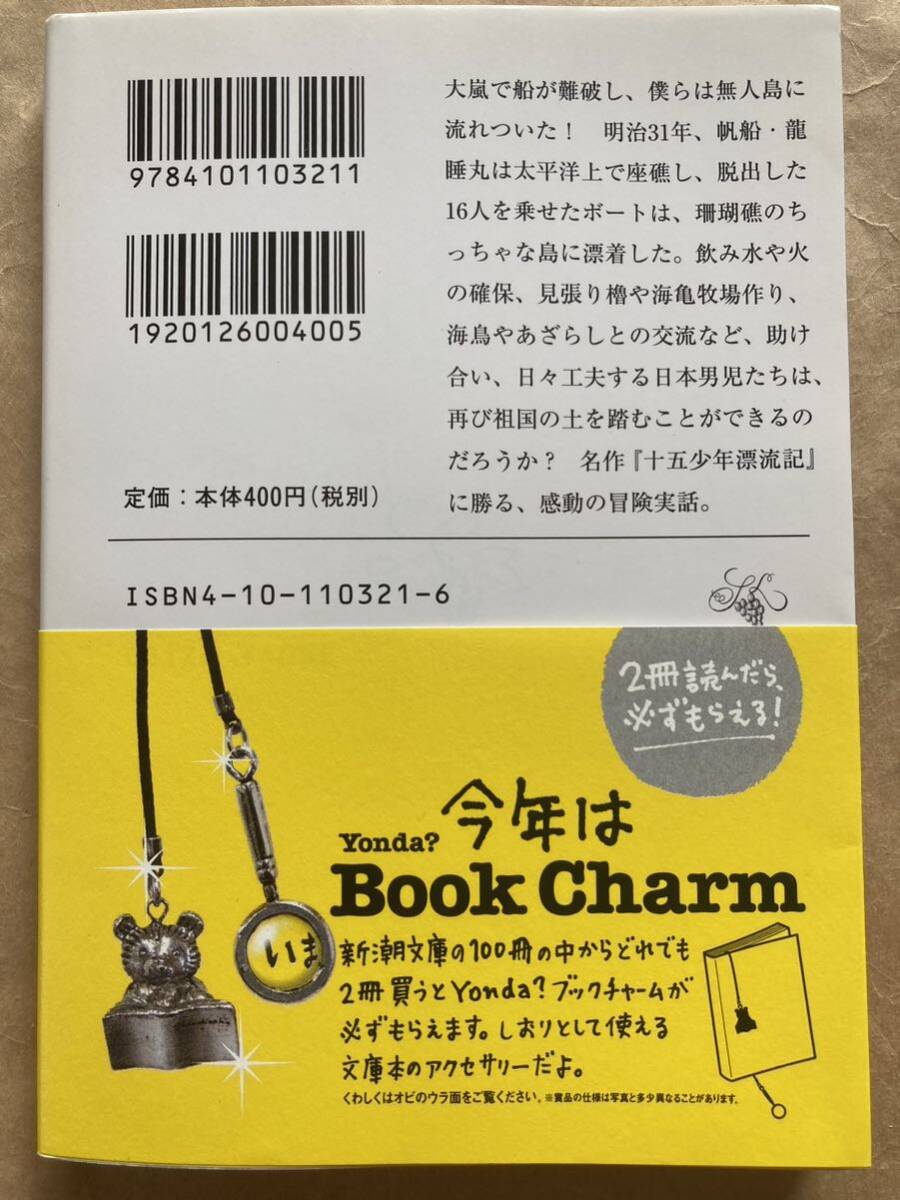 9784101103211
1920126004005
定価：本体400円（税別）
大嵐で船が難破し、僕らは無人島に
流れついた！　明治31年、帆船・龍
睡丸は太平洋上で座礁し、脱出した
16人を乗せたボートは、珊瑚礁のち
っちゃな島に漂着した。飲み水や火
の確保、見張り櫓や海亀牧場作り、
海鳥やあざらしとの交流など、助け
合い、日々工夫する日本男児たちは、
再び祖国の土を踏むことができるの
だろうか？　名作『十五少年漂流記』
に勝る、感動の冒険実話。
ISBN4-10-110321-6
2冊読んだら、
必ずもらえる！
今年は
Yonda?
Book Charm
いま
新潮文庫の100冊の中からどれでも
2冊買うとYonda?ブックチャームが
必ずもらえます。しおりとして使える
文庫本のアクセサリーだよ。
くわしくはオビのウラ面をご覧ください。※賞品の仕様は写真と多少異なることがあります。